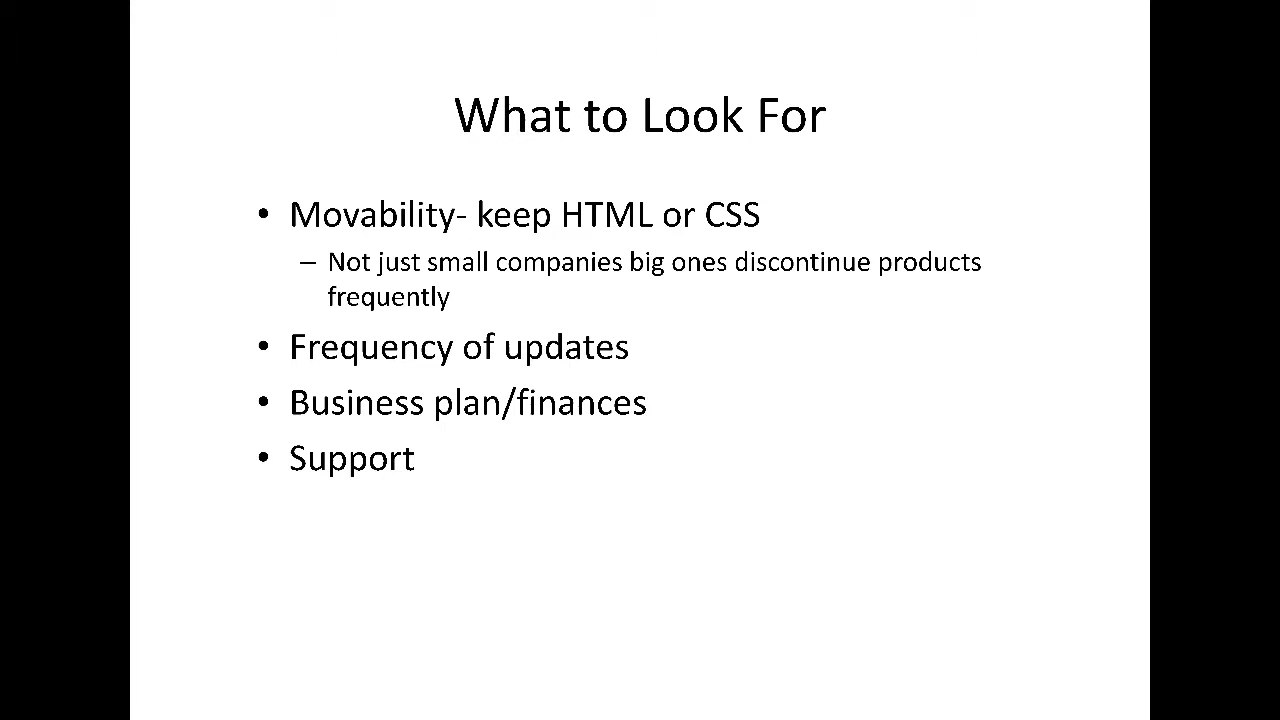 What to Look For
• Movability- keep HTML or CSS
– Not just small companies big ones discontinue products
frequently
• Frequency of updates
• Business plan/finances
• Support